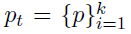 $p_t = \{p\}_{i=1}^{k}$